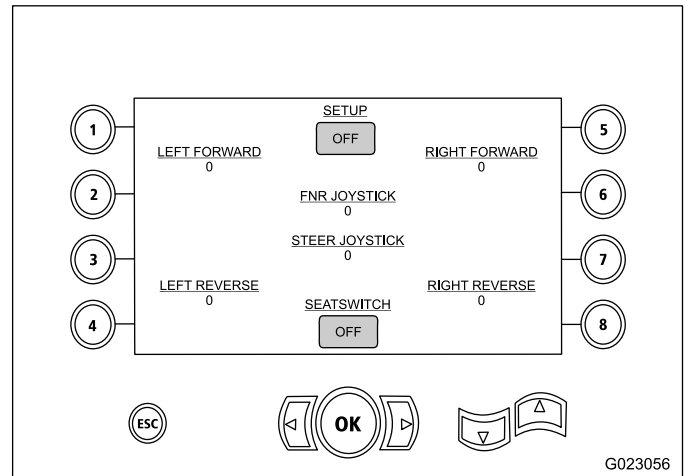 SETUP
OFF
LEFT FORWARD
0
RIGHT FORWARD
0
FNR JOYSTICK
0
STEER JOYSTICK
0
LEFT REVERSE
0
RIGHT REVERSE
0
SEATSWITCH
OFF
1
2
3
4
5
6
7
8
ESC
OK
G023056